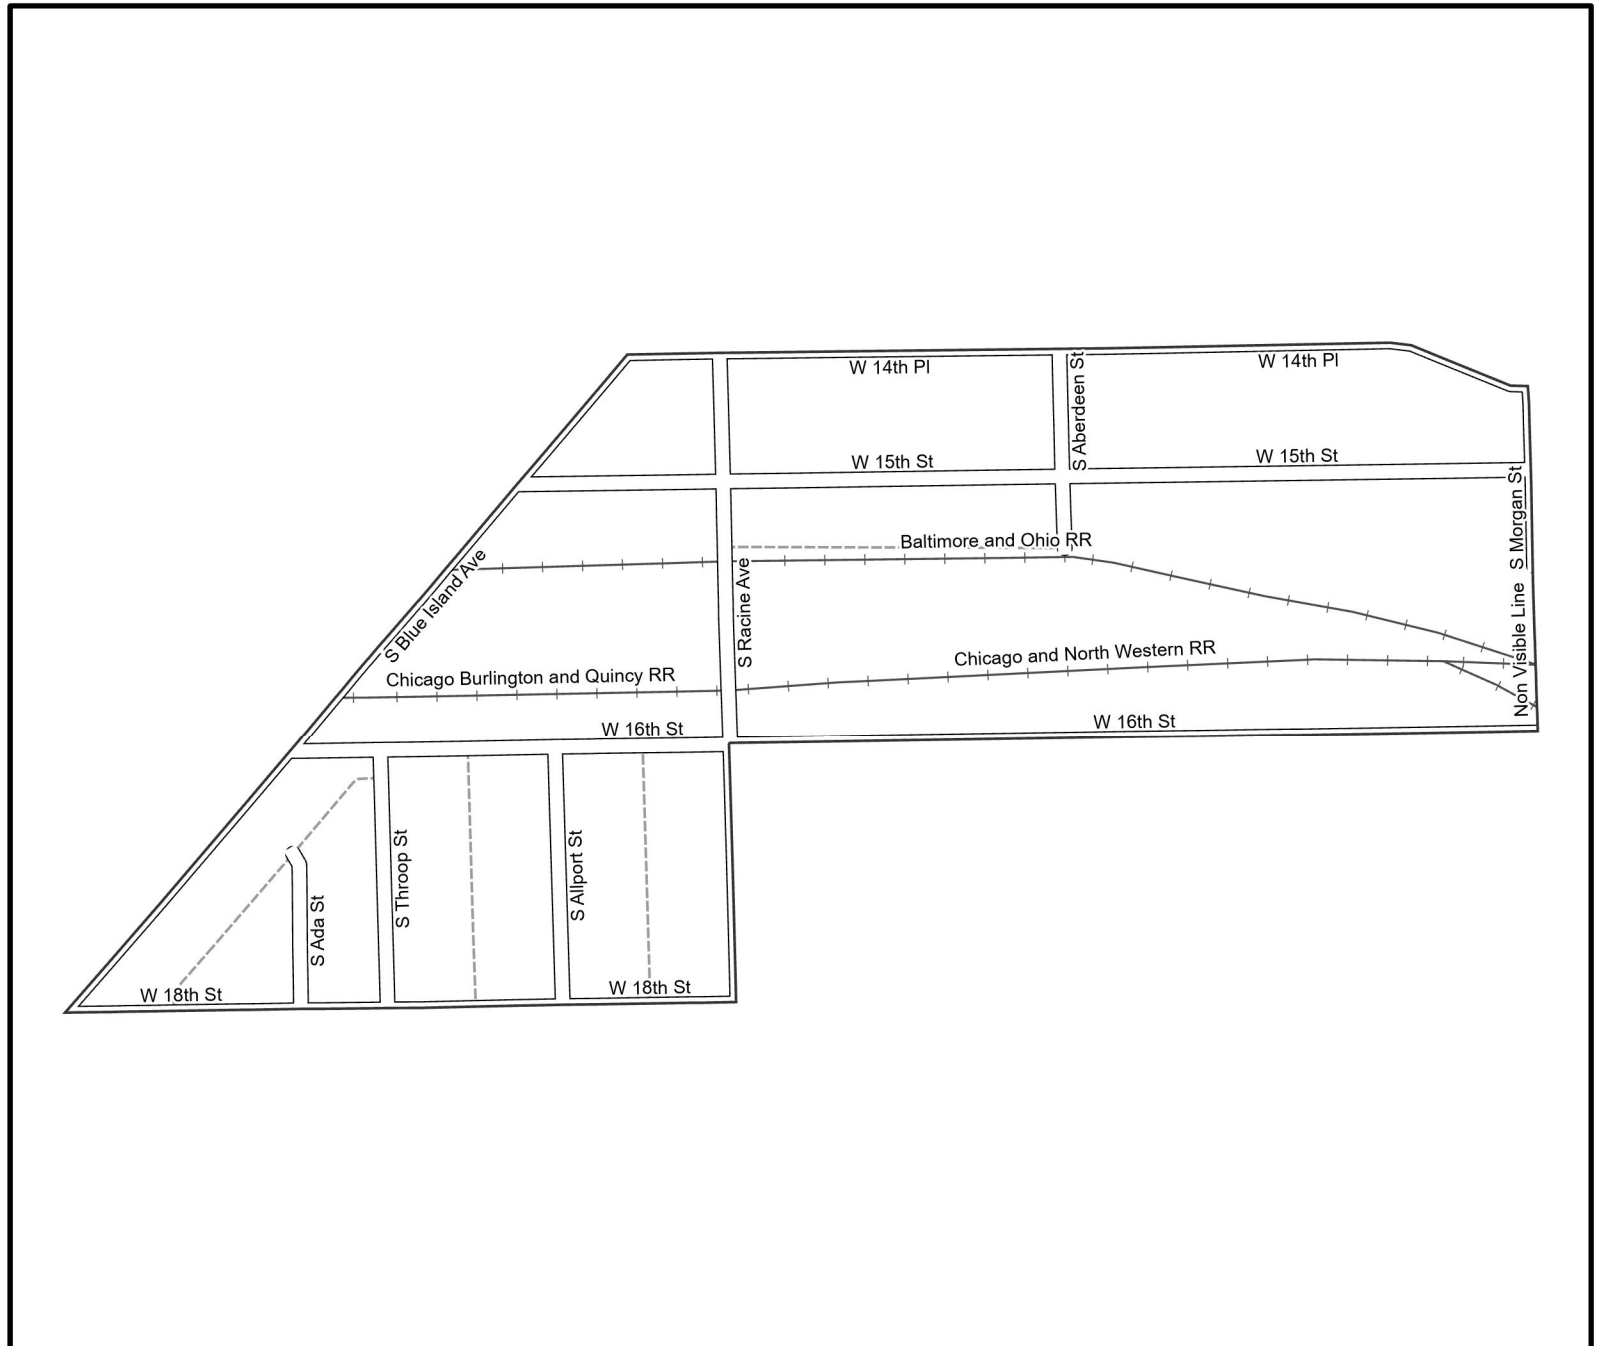 W 14th Pl
W 14th Pl
S Aberdeen St
W 15th St
W 15th St
S Morgan St
Baltimore and Ohio RR
S Blue Island Ave
S Racine Ave
Non Visible Line
Chicago and North Western RR
Chicago Burlington and Quincy RR
W 16th St
W 16th St
S Throop St
S Allport St
S Ada St
W 18th St
W 18th St